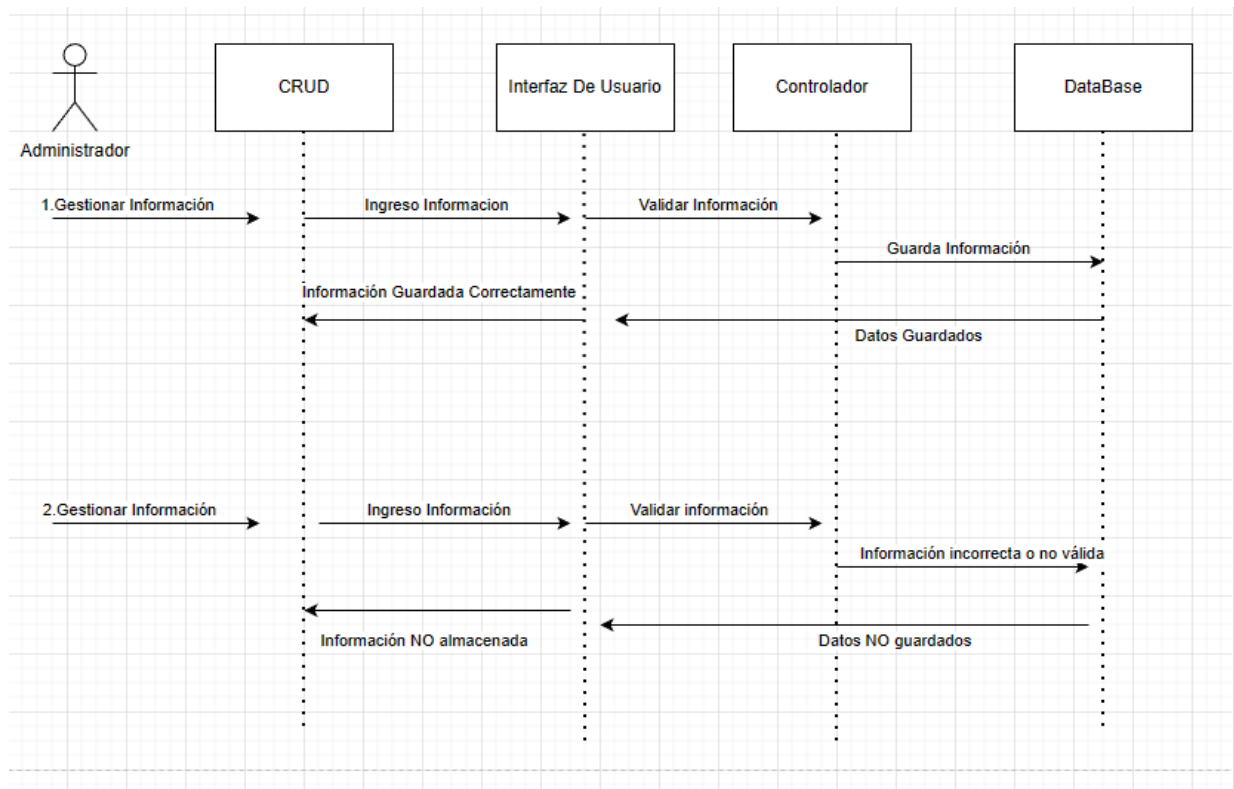 CRUD
Interfaz De Usuario
Controlador
DataBase
Administrador
1.Gestionar Información
Ingreso Informacion
Validar Información
Guarda Información
Información Guardada Correctamente
Datos Guardados
2.Gestionar Información
Ingreso Información
Validar información
Información incorrecta o no válida
Información NO almacenada
Datos NO guardados